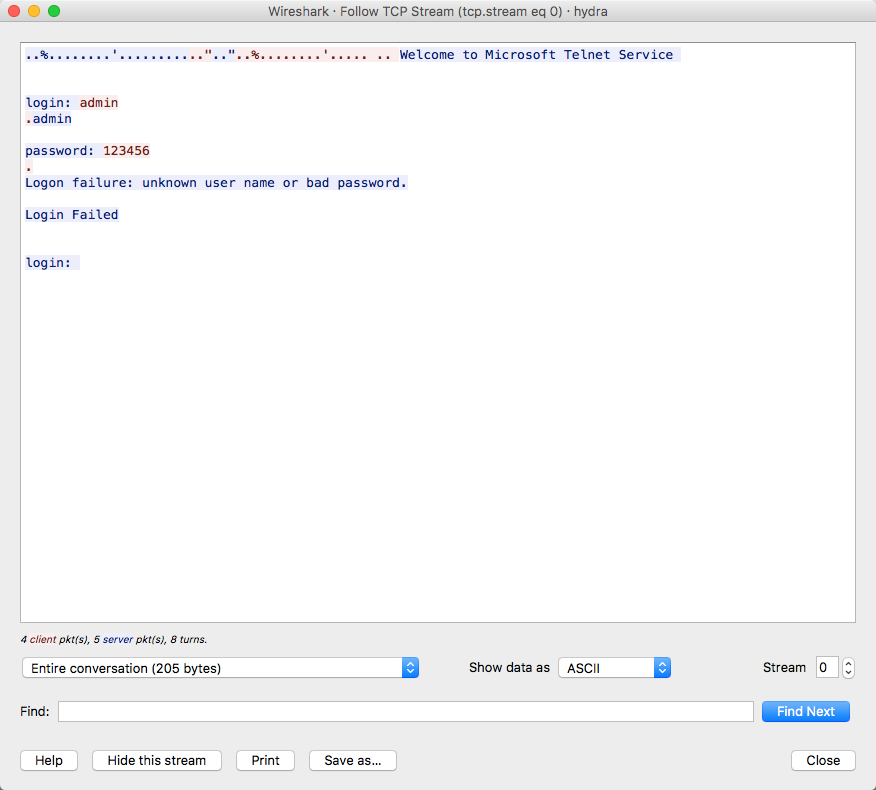 Wireshark · Follow TCP Stream (tcp.stream eq 0) · hydra
..%........'............"..."..%........'..... .. Welcome to Microsoft Telnet Service
login: admin
.admin
password: 123456
.
Logon failure: unknown user name or bad password.
Login Failed
login:
4 client pkt(s), 5 server pkt(s), 8 turns.
Entire conversation (205 bytes) Show data as ASCII Stream 0
Find: Find Next
Help Hide this stream Print Save as... Close